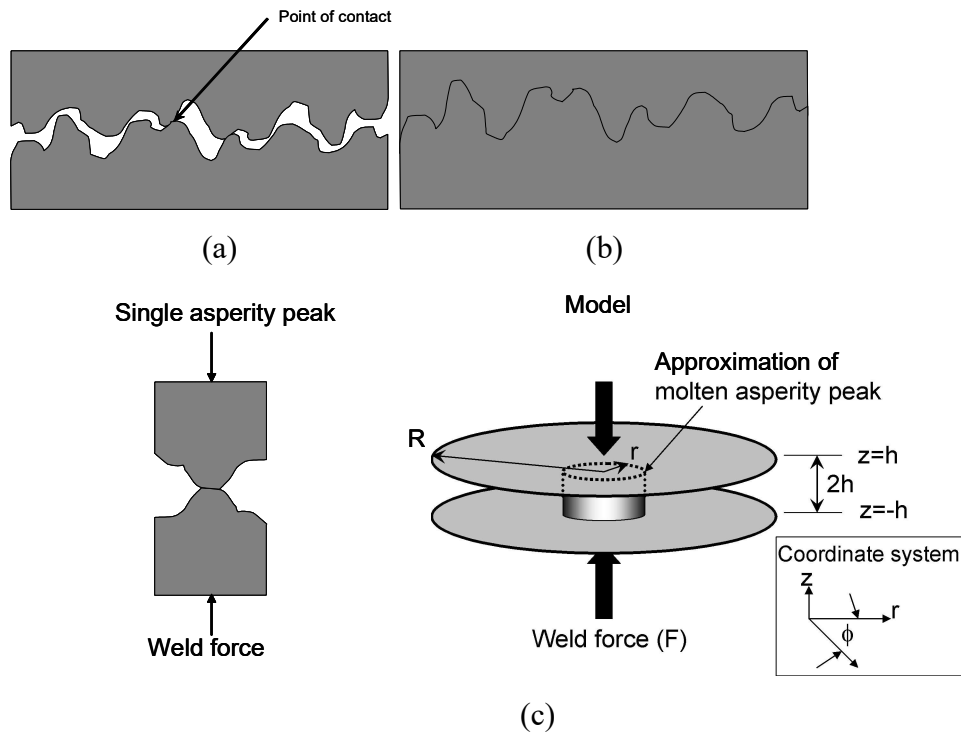 Point of contact
(a)
(b)
Single asperity peak
Weld force
Model
Approximation of
molten asperity peak
R
r
z=h
2h
z=-h
Weld force (F)
Coordinate system
z
r
ϕ
(c)